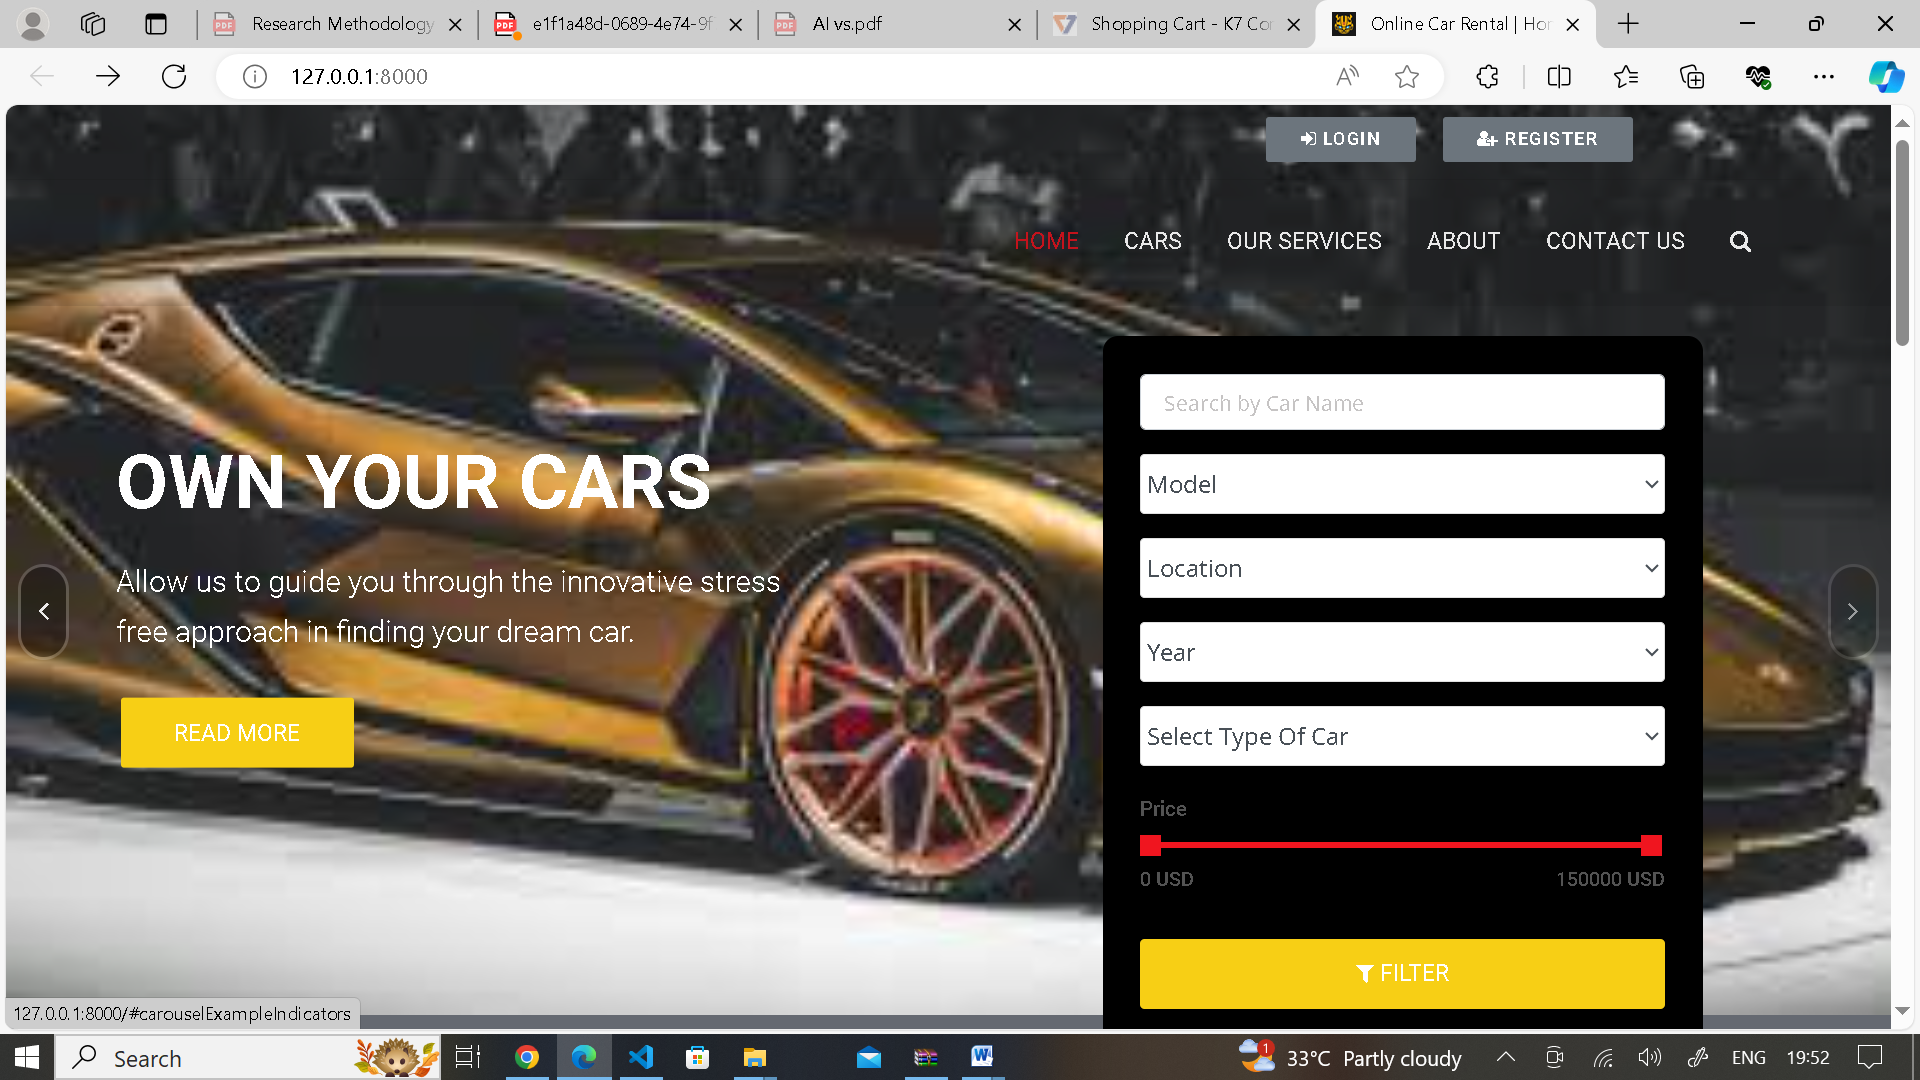 Research Methodology
e1f1a48d-0689-4e74-9f
AI vs.pdf
Shopping Cart - K7 Co
Online Car Rental | Ho
127.0.0.1:8000
LOGIN
REGISTER
HOME
CARS
OUR SERVICES
ABOUT
CONTACT US
Search by Car Name
Model
OWN YOUR CARS
Location
Allow us to guide you through the innovative stress
free approach in finding your dream car.
Year
READ MORE
Select Type Of Car
Price
0 USD
150000 USD
FILTER
127.0.0.1:8000/#carouselExampleIndicators
Search
1
33°C Partly cloudy
ENG
19:52